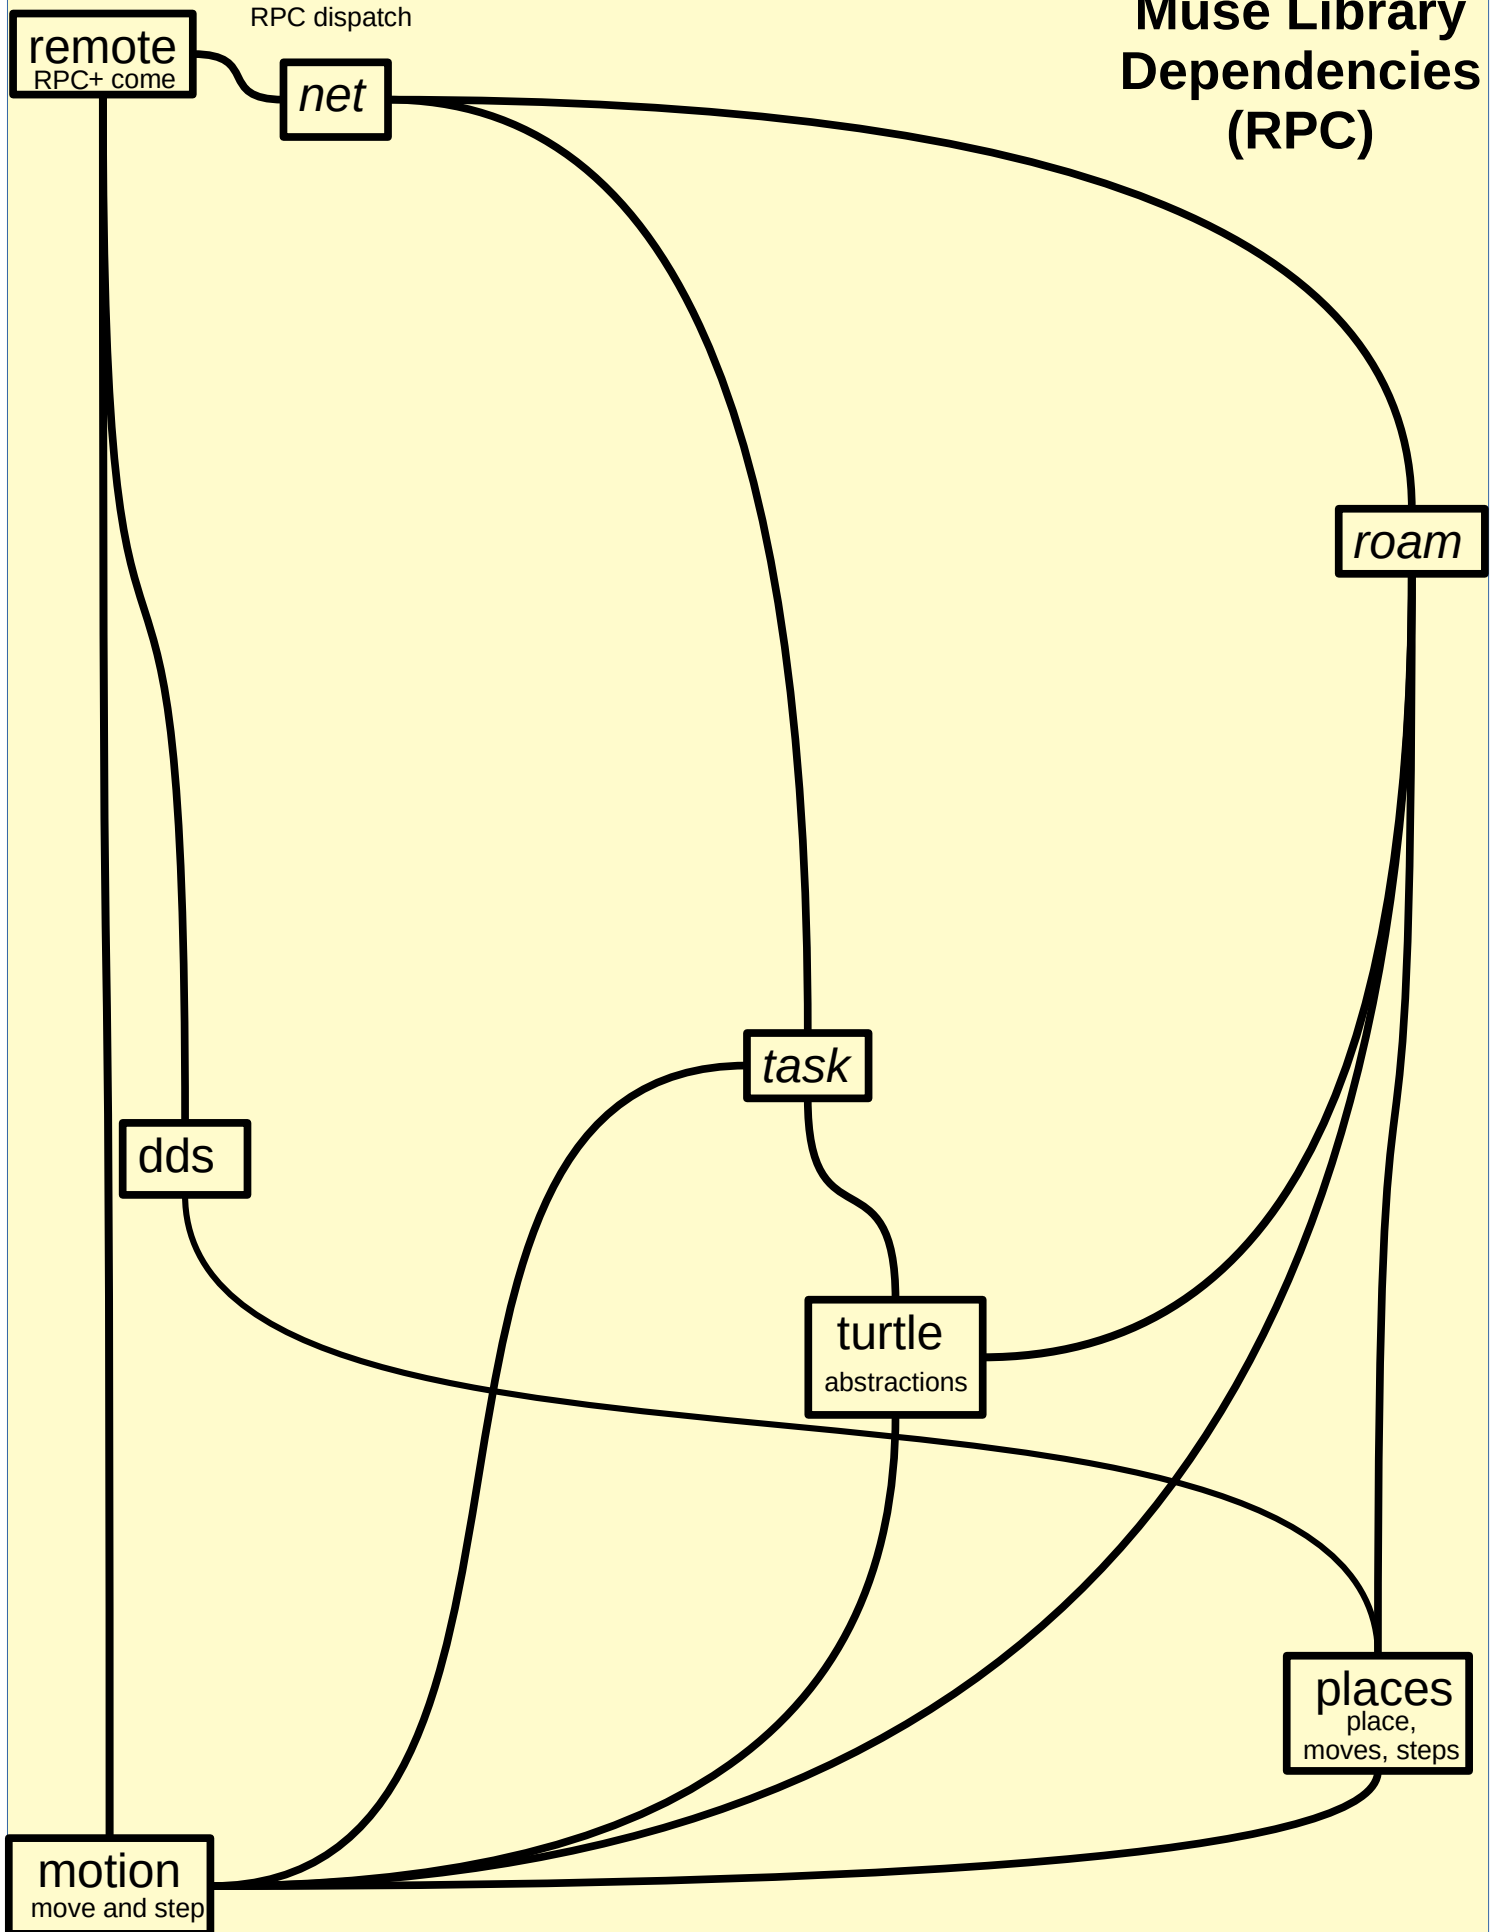 RPC dispatch
Muse Library
Dependencies
(RPC)
remote
RPC+ come
net
roam
task
dds
turtle
abstractions
places
place,
moves, steps
motion
move and step